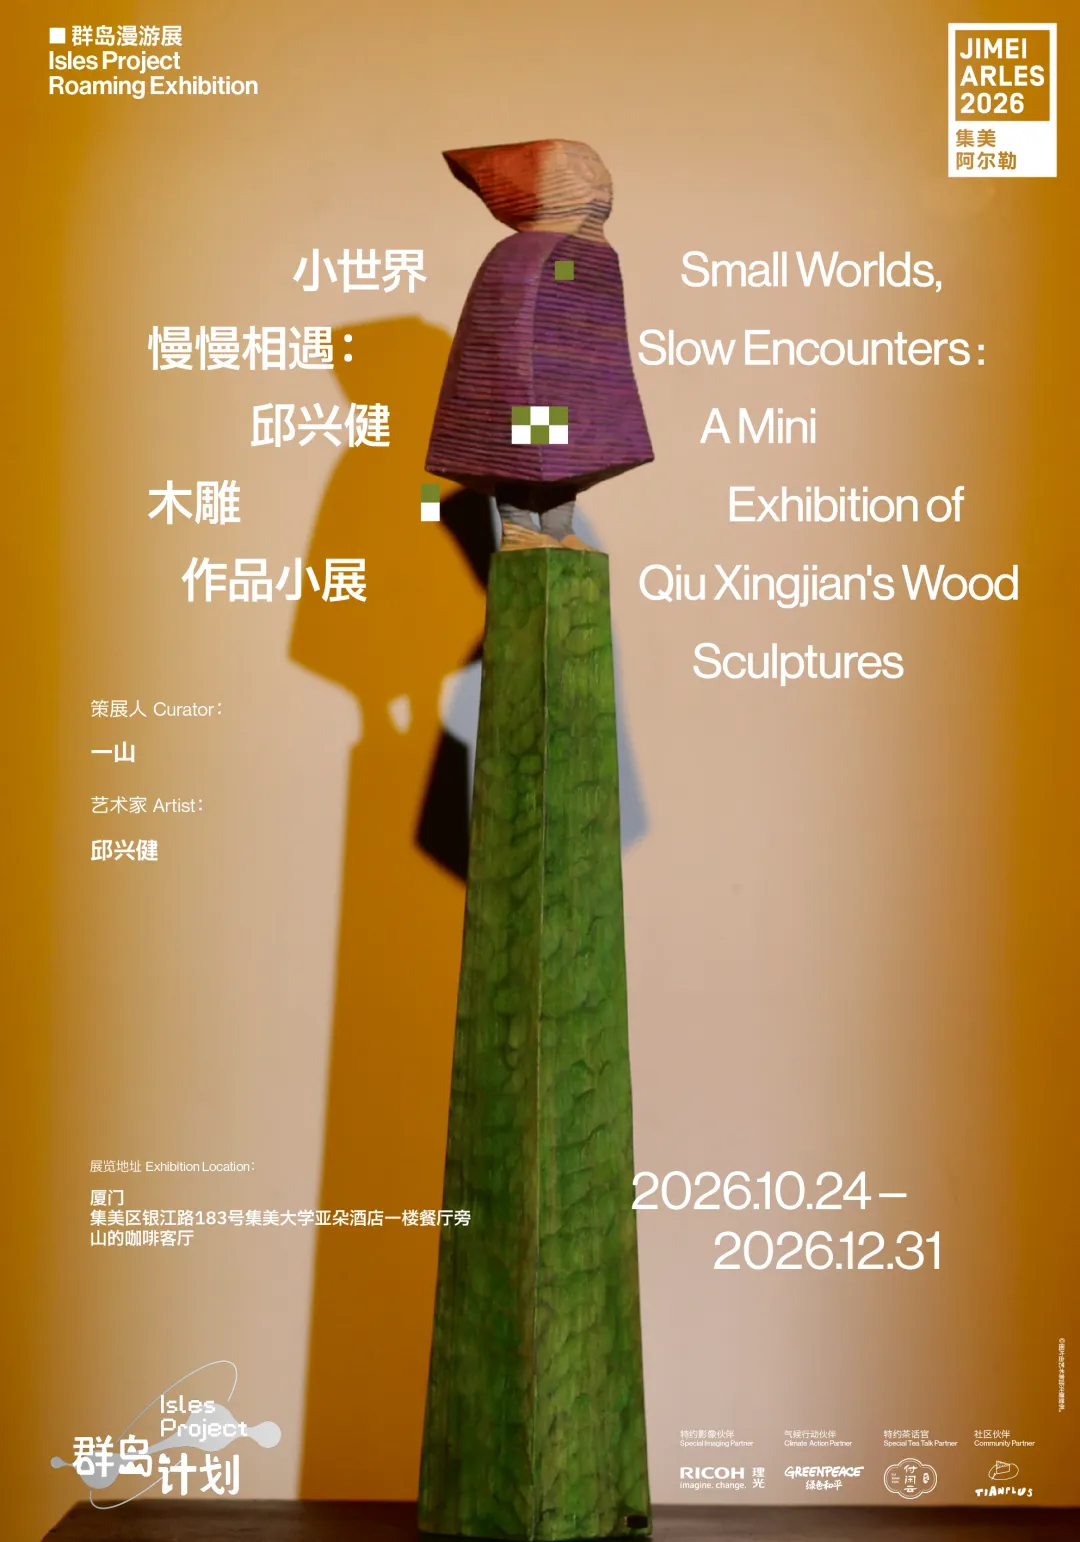 群岛漫游展
Isles Project
Roaming Exhibition
JIMEI
ARLES
2026
集美
阿尔勒
小世界
慢慢相遇：
邱兴健
木雕
作品小展
Small Worlds,
Slow Encounters :
A Mini
Exhibition of
Qiu Xingjian's Wood
Sculptures
策展人 Curator：
一山
艺术家 Artist：
邱兴健
展览地址 Exhibition Location：
厦门
集美区银江路183号集美大学亚朵酒店一楼餐厅旁
山的咖啡客厅
2026.10.24 –
2026.12.31
Isles
Project
群岛
计划
特约影像伙伴
Special Imaging Partner
RICOH 理光
imagine. change.
气候行动伙伴
Climate Action Partner
GREENPEACE
绿色和平
特约茶话官
Special Tea Talk Partner
社区伙伴
Community Partner
TIANPLUS